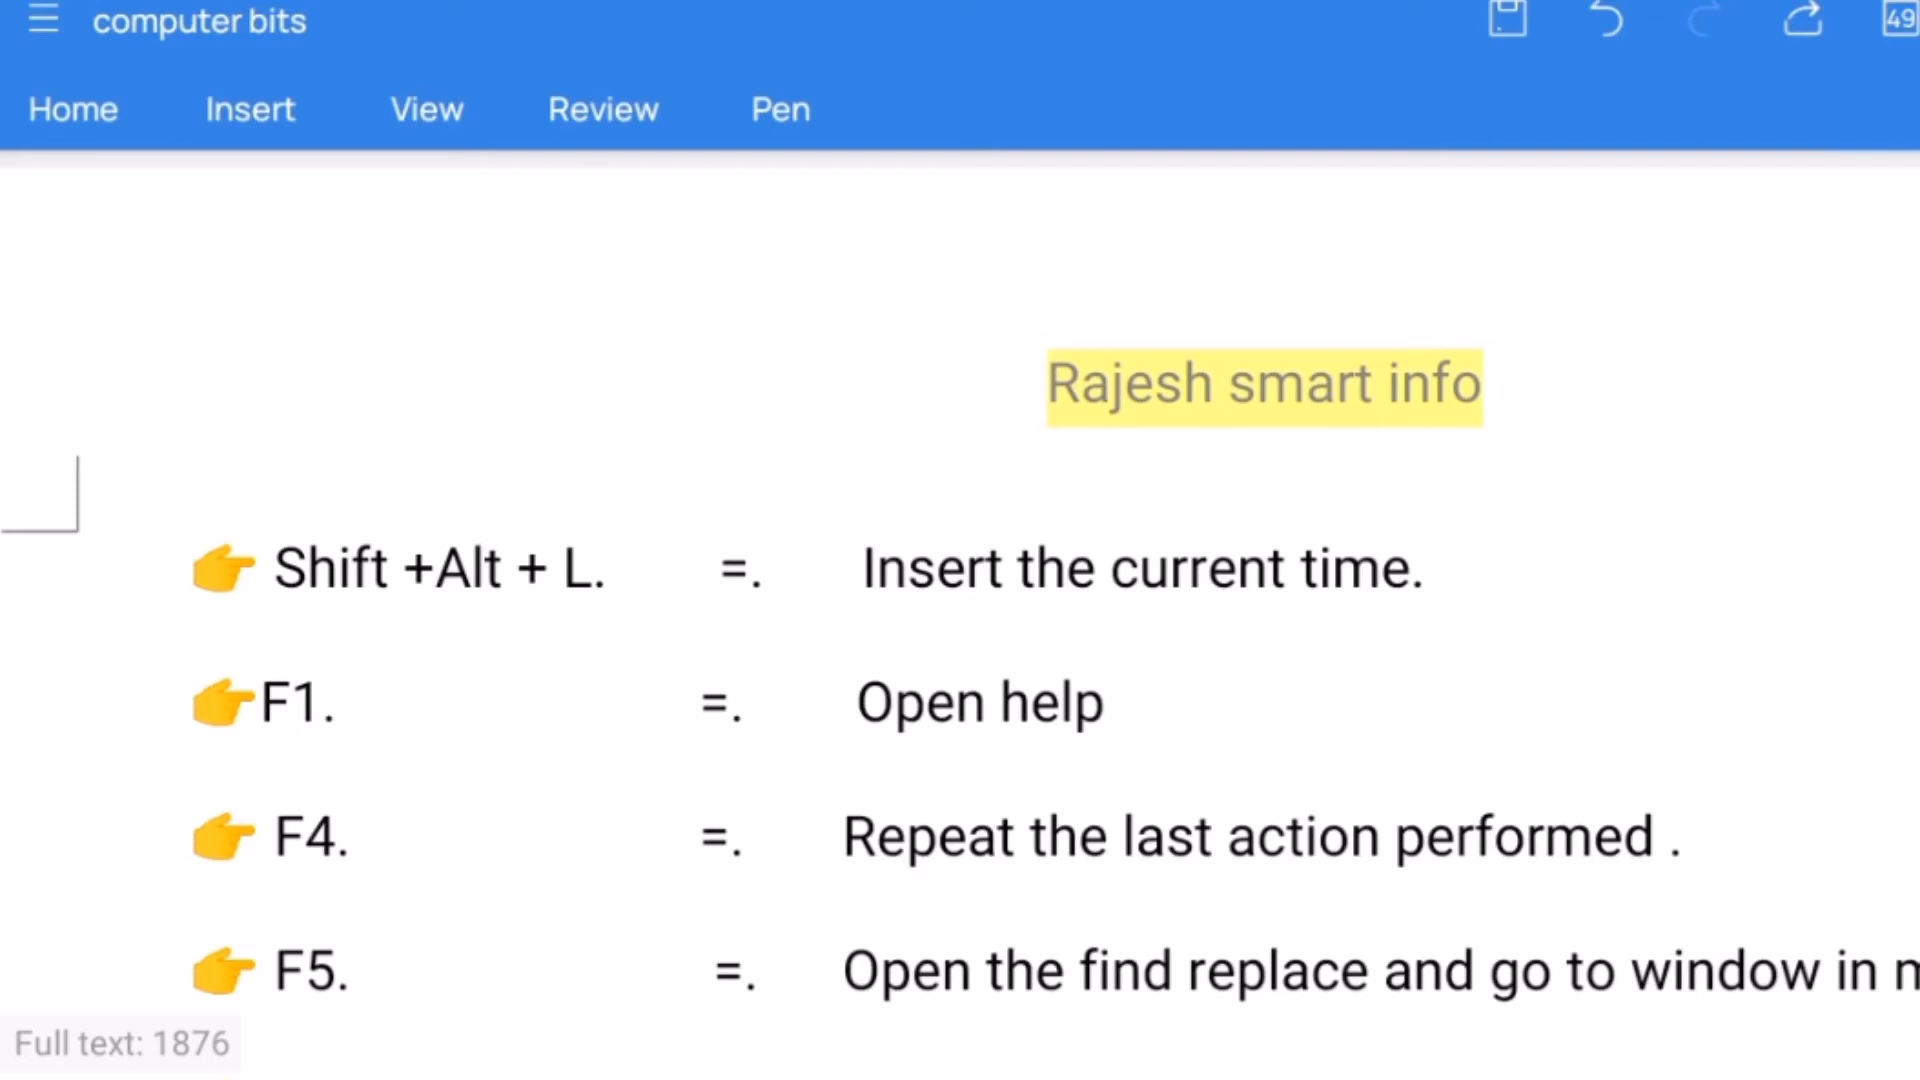 computer bits
49
Home Insert View Review Pen
Rajesh smart info
👉 Shift +Alt + L. =. Insert the current time.
👉F1. =. Open help
👉 F4. =. Repeat the last action performed .
👉 F5. =. Open the find replace and go to window in
Full text: 1876